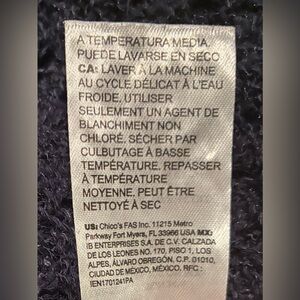 A TEMPERATURA MEDIA.
PUEDE LAVARSE EN SECO
CA: LAVER À LA MACHINE
AU CYCLE DÉLICAT À L'EAU
FROIDE. UTILISER
SEULEMENT UN AGENT DE
BLANCHIMENT NON
CHLORÉ. SÉCHER PAR
CULBUTAGE À BASSE
TEMPÉRATURE. REPASSER
À TEMPÉRATURE
MOYENNE. PEUT ÊTRE
NETTOYÉ À SEC
US: Chico's FAS Inc. 11215 Metro
Parkway Fort Myers, FL 33966 USA MX:
IB ENTERPRISES S.A. DE C.V. CALZADA
DE LOS LEONES NO. 170, PISO 1, LOS
ALPES, ÁLVARO OBREGÓN, C.P. 01010,
CIUDAD DE MÉXICO, MÉXICO. RFC :
IEN1701241PA